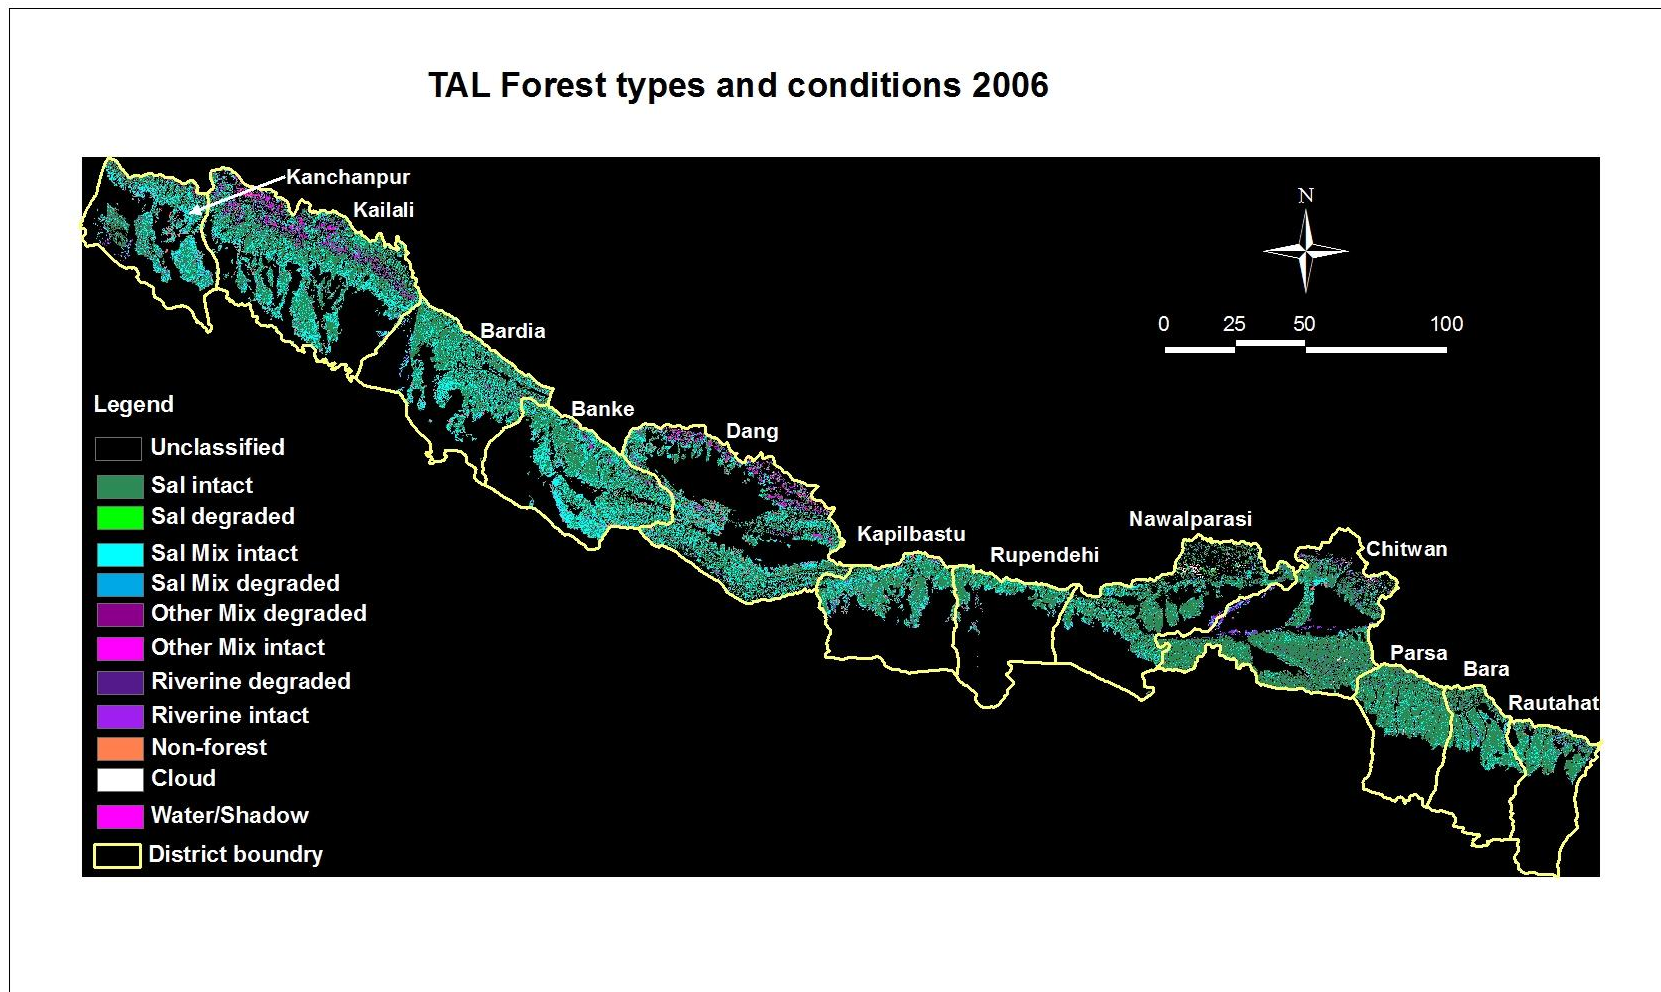 TAL Forest types and conditions 2006
Kanchanpur
Kailali
N
0 25 50 100
Bardia
Legend
Banke
Dang
Unclassified
Sal intact
Sal degraded
Nawalparasi
Kapilbastu
Rupendehi
Chitwan
Sal Mix intact
Sal Mix degraded
Other Mix degraded
Other Mix intact
Parsa
Bara
Riverine degraded
Rautahat
Riverine intact
Non-forest
Cloud
Water/Shadow
District boundry